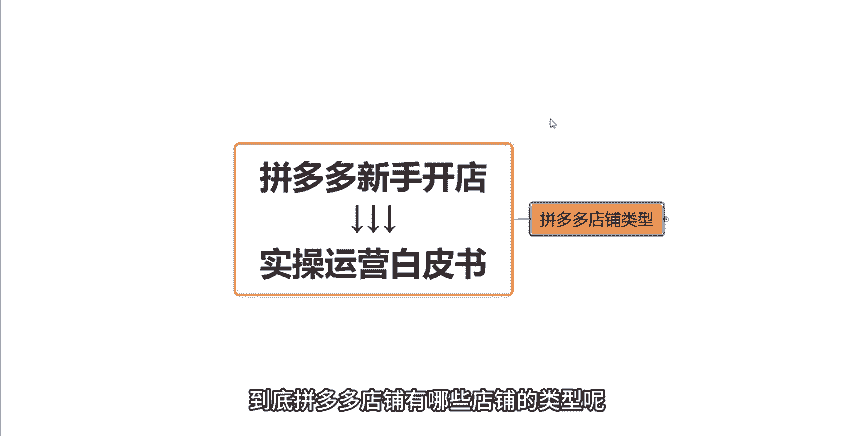 拼多多新手开店
↓↓↓
实操运营白皮书
拼多多店铺类型
到底拼多多店铺有哪些店铺的类型呢